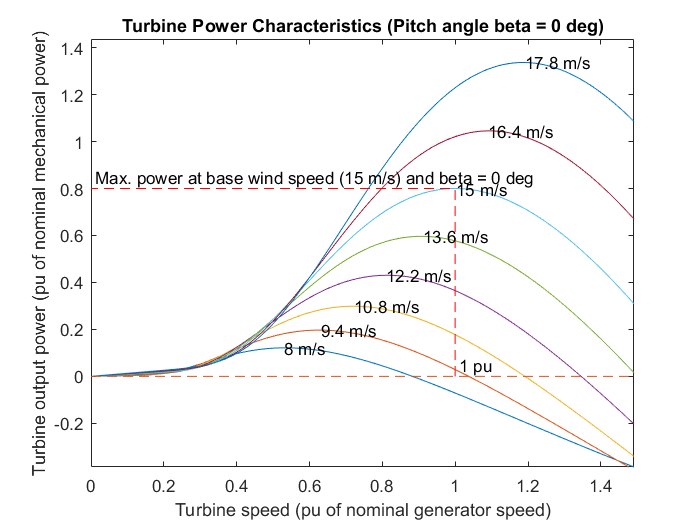 Turbine Power Characteristics (Pitch angle beta = 0 deg)
Turbine output power (pu of nominal mechanical power)
1.4
1.2
1
0.8
0.6
0.4
0.2
0
-0.2
17.8 m/s
16.4 m/s
Max. power at base wind speed (15 m/s) and beta = 0 deg
15 m/s
13.6 m/s
12.2 m/s
10.8 m/s
9.4 m/s
8 m/s
1 pu
0 0.2 0.4 0.6 0.8 1 1.2 1.4
Turbine speed (pu of nominal generator speed)